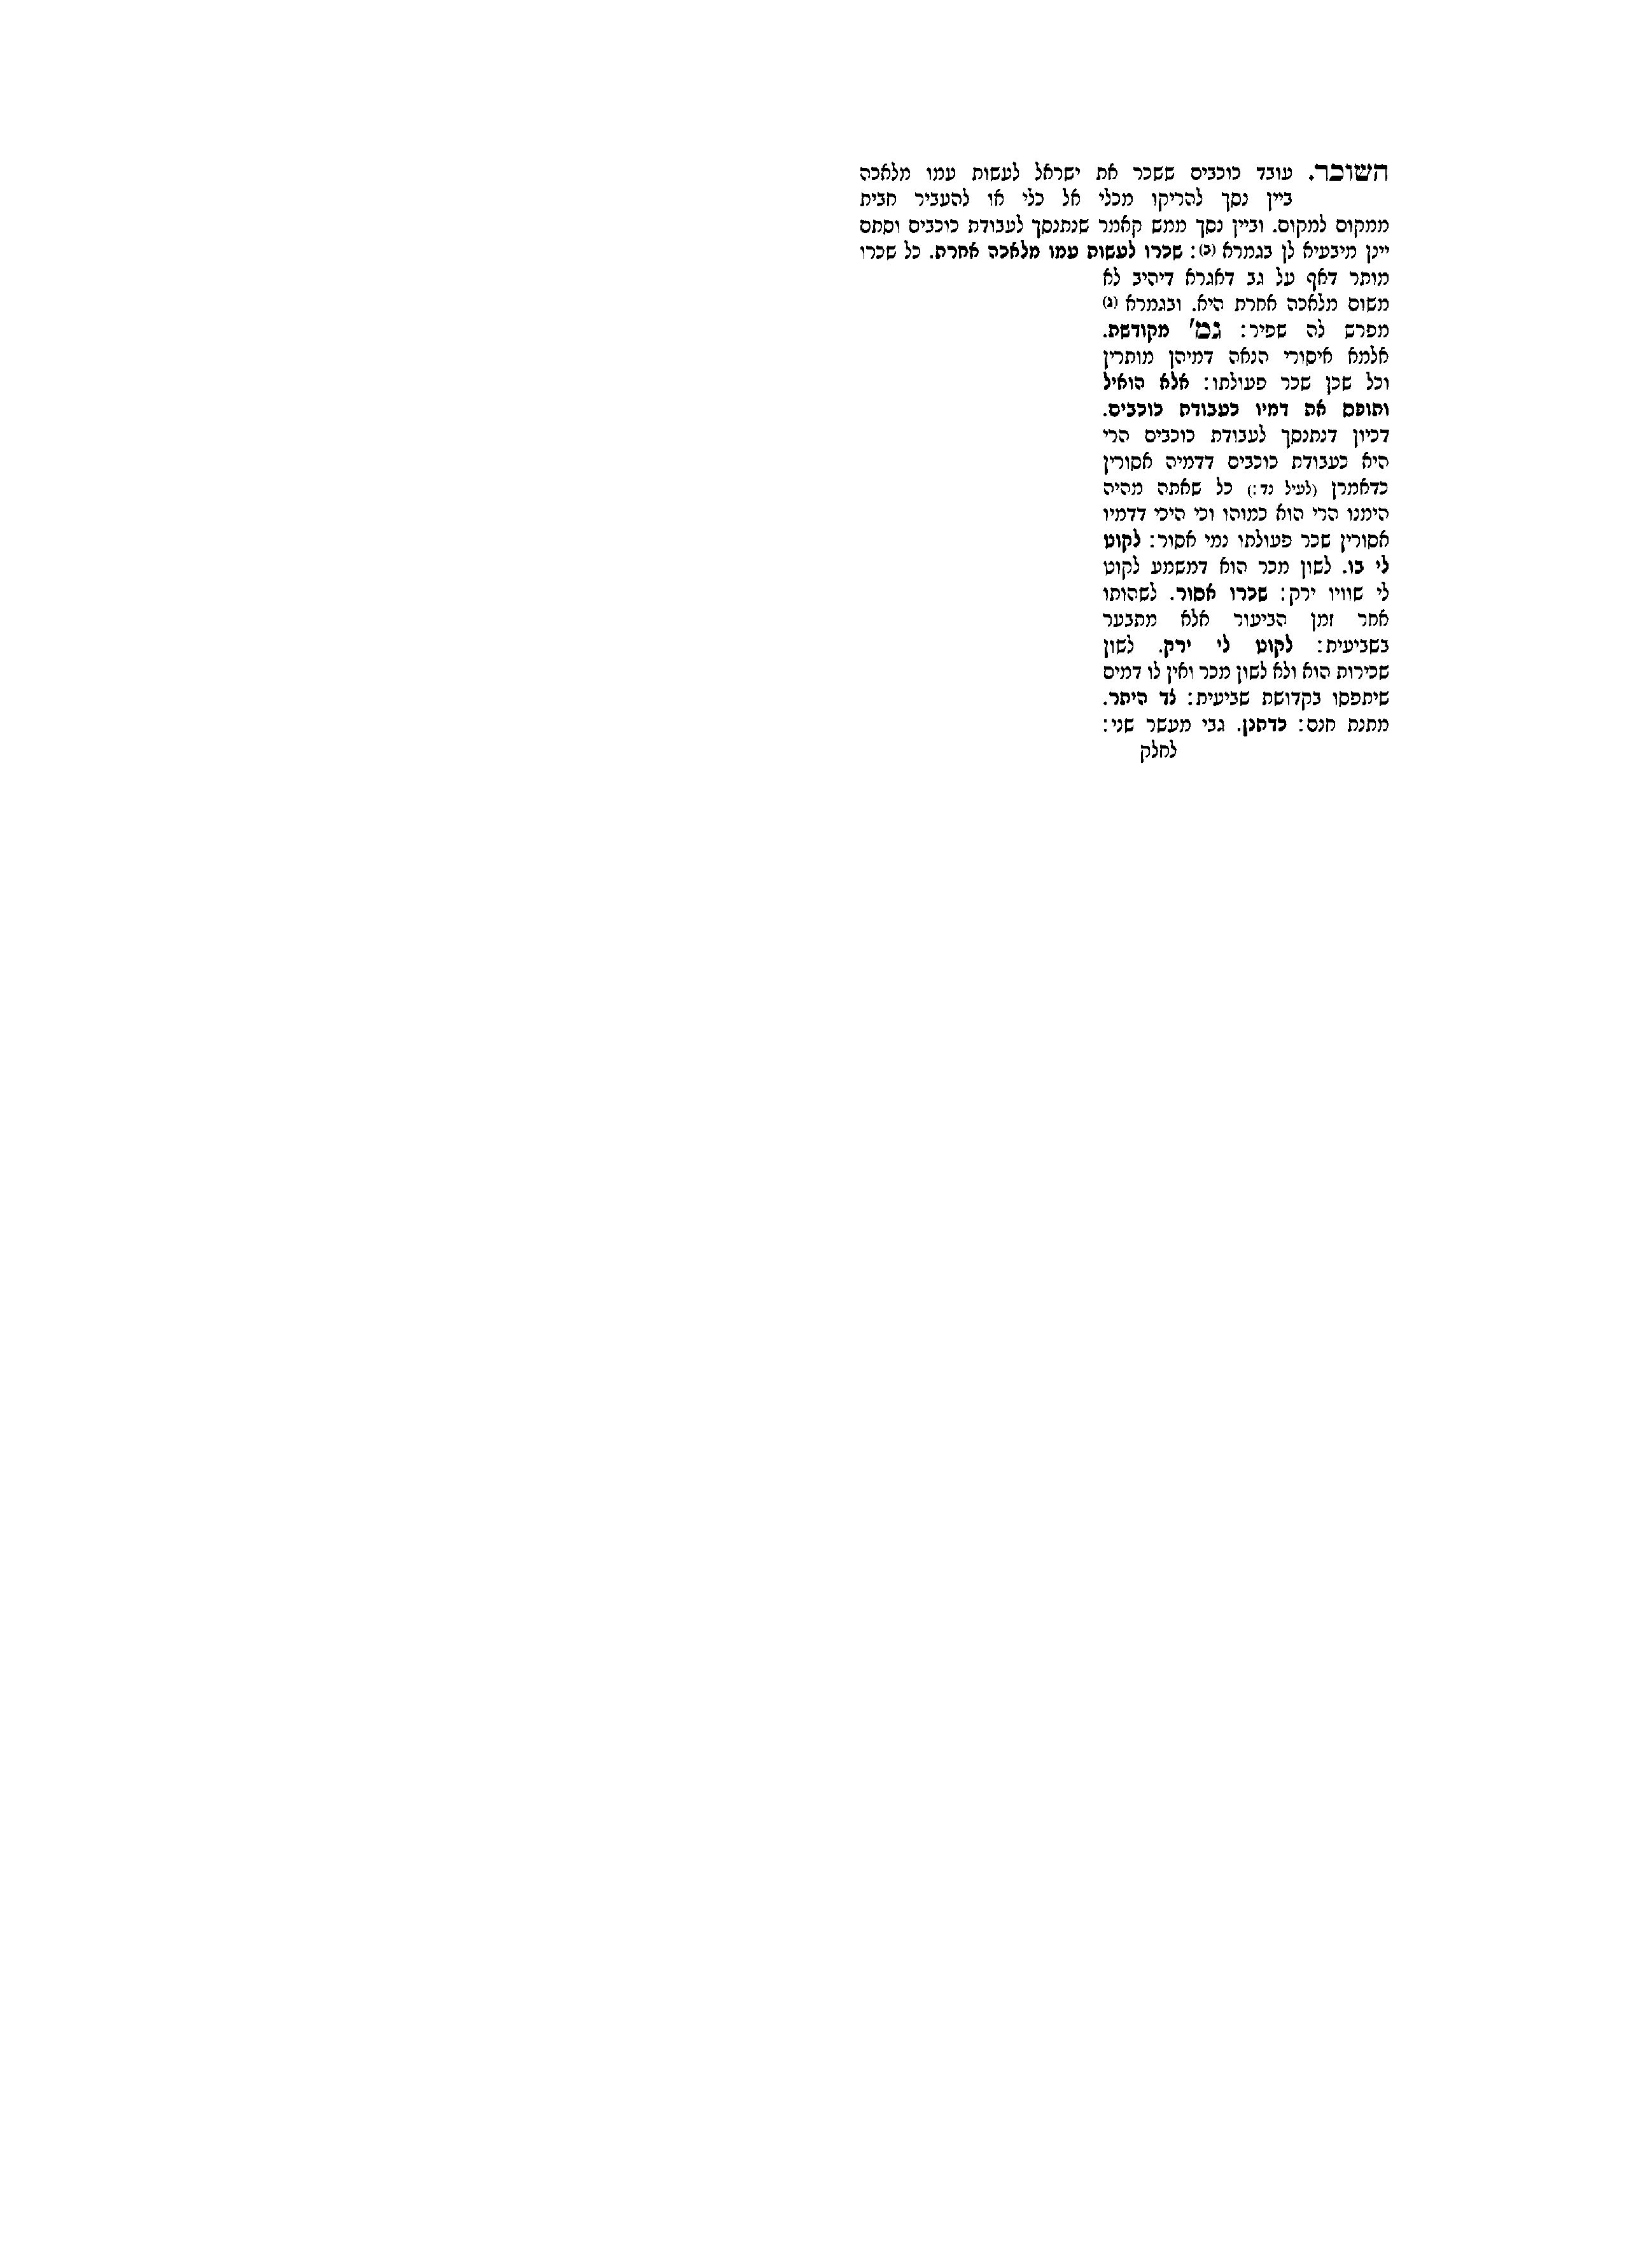 השוכר. עובד כוכבים ששכר את ישראל לעשות עמו מלאכה
ביין נסך להריקו מכלי אל כלי או להעביר חבית
ממקום למקום. וביין נסך ממש קאמר שנתנסך לעבודת כוכבים וסתם
יינן מיבעיא לן בגמרא (ב): שכרו לעשות עמו מלאכה אחרת. כל שכרו
מותר דאף על גב דאגרא דיהיב לא
משום מלאכה אחרת היא. ובגמרא (ג)
מפרש לה שפיר: גמ' מקודשת.
אלמא איסורי הנאה דמיהן מותרין
וכל שכן שכר פעולתו: אלא הואיל
ותופס את דמיו כעבודת כוכבים.
דכיון דנתנסך לעבודת כוכבים הרי
היא כעבודת כוכבים דדמיה אסורין
כדאמרן (לעיל נד:) כל שאתה מהיה
הימנו הרי הוא כמוהו וכי היכי דדמיו
אסורין שכר פעולתו נמי אסור: לקוט
לי בו. לשון מכר הוא דמשמע לקוט
לי שוויו ירק: שכרו אסור. לשהותו
אחר זמן הביעור אלא מתבער
בשביעית: לקוט לי ירק. לשון
שכירות הוא ולא לשון מכר ואין לו דמים
שיתפסו בקדושת שביעית: לד היתר.
מתנת חנם: כדתנן. גבי מעשר שני:
לחלק